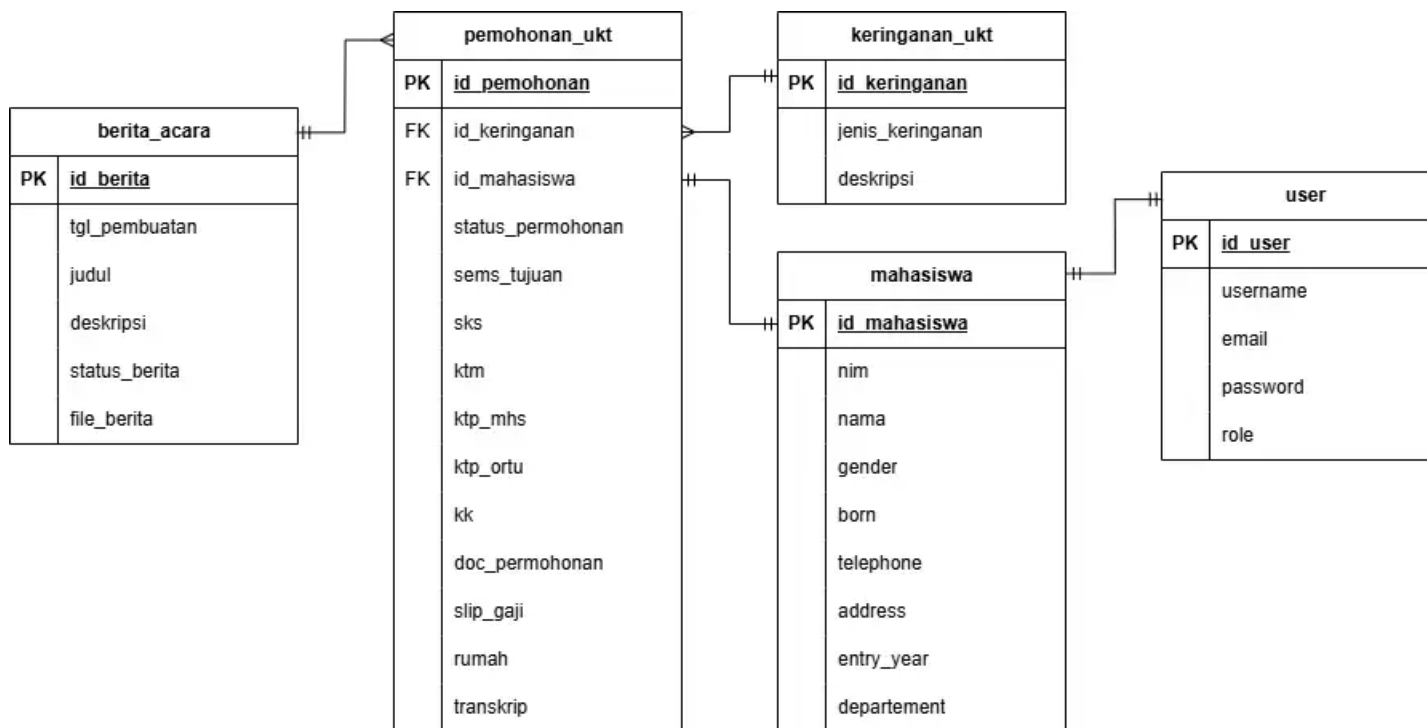 berita_acara
PK id_berita
tgl_pembuatan
judul
deskripsi
status_berita
file_berita
pemohonan_ukt
PK id_pemohonan
FK id_keringanan
FK id_mahasiswa
status_permohonan
sems_tujuan
sks
ktm
ktp_mhs
ktp_ortu
kk
doc_permohonan
slip_gaji
rumah
transkrip
keringanan_ukt
PK id_keringanan
jenis_keringanan
deskripsi
mahasiswa
PK id_mahasiswa
nim
nama
gender
born
telephone
address
entry_year
departement
user
PK id_user
username
email
password
role